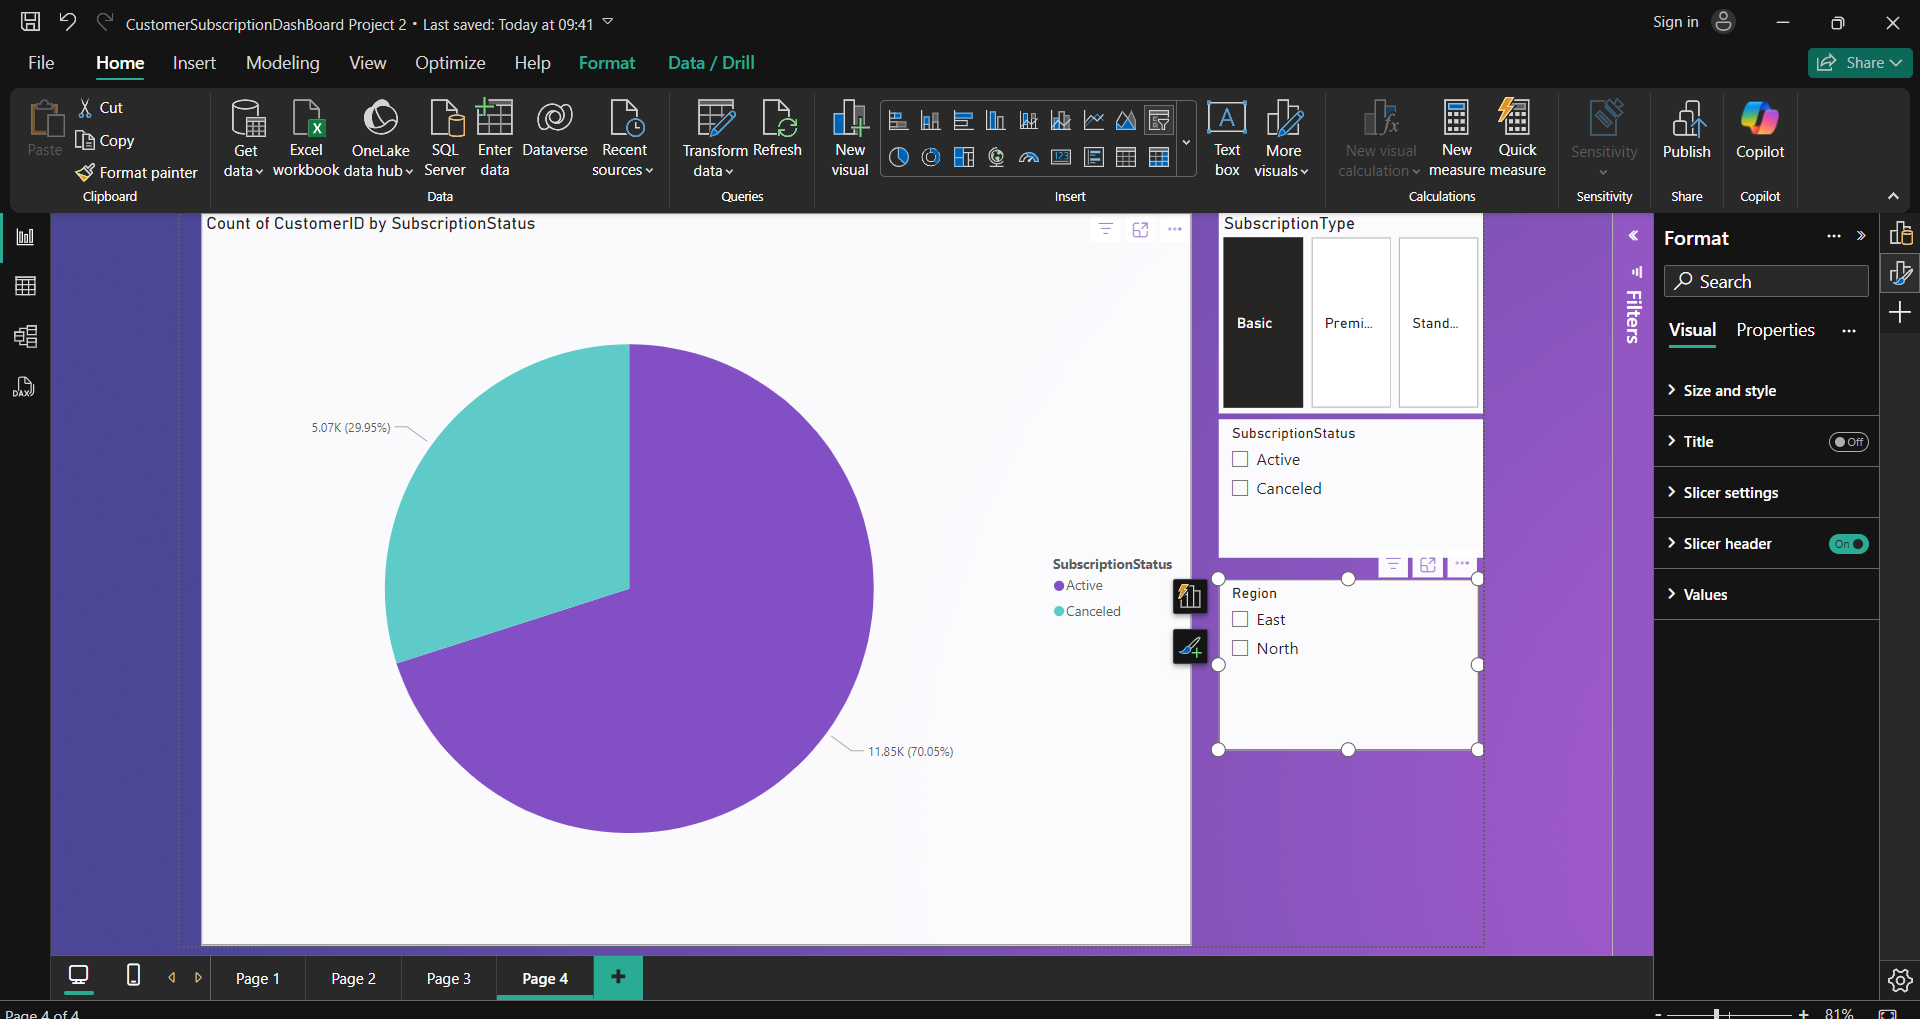 CustomerSubscriptionDashBoard Project 2 • Last saved: Today at 09:41
Sign in
File
Home
Insert
Modeling
View
Optimize
Help
Format
Data / Drill
Share
Paste
Cut
Copy
Format painter
Clipboard
Get data
Excel workbook
OneLake data hub
SQL Server
Enter data
Dataverse
Recent sources
Data
Transform data
Refresh
Queries
New visual
123
A
Text box
More visuals
Insert
New visual calculation
New measure
Quick measure
Calculations
Sensitivity
Sensitivity
Publish
Share
Copilot
Copilot
DAX
Count of CustomerID by SubscriptionStatus
5.07K (29.95%)
11.85K (70.05%)
SubscriptionStatus
Active
Canceled
SubscriptionType
Basic
Premi...
Stand...
SubscriptionStatus
Active
Canceled
Region
East
North
Filters
Format
Search
Visual
Properties
Size and style
Title
Off
Slicer settings
Slicer header
On
Values
Page 1
Page 2
Page 3
Page 4
Page 4 of 4
81%